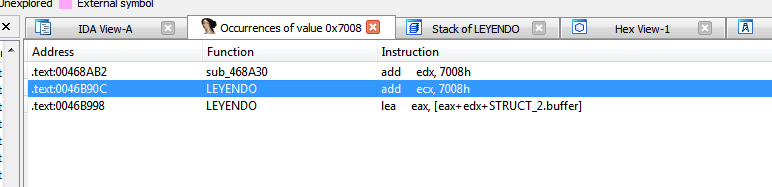 Unexplored External symbol
IDA View-A Occurrences of value 0x7008 Stack of LEYENDO Hex View-1
Address Function Instruction
.text:00468AB2 sub_468A30 add edx, 7008h
.text:0046B90C LEYENDO add ecx, 7008h
.text:0046B998 LEYENDO lea eax, [eax+edx+STRUCT_2.buffer]